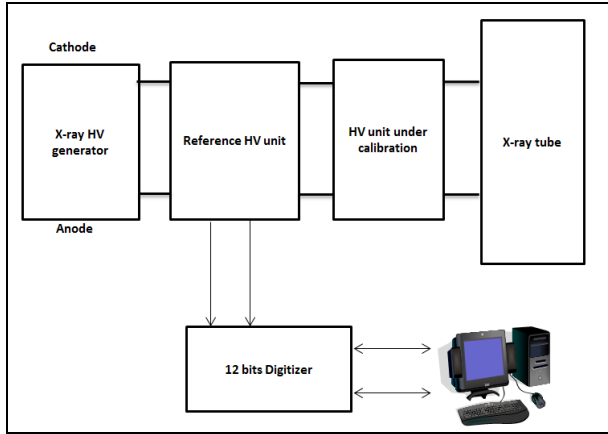 Cathode
X-ray HV
generator
Reference HV unit
HV unit under
calibration
X-ray tube
Anode
12 bits Digitizer